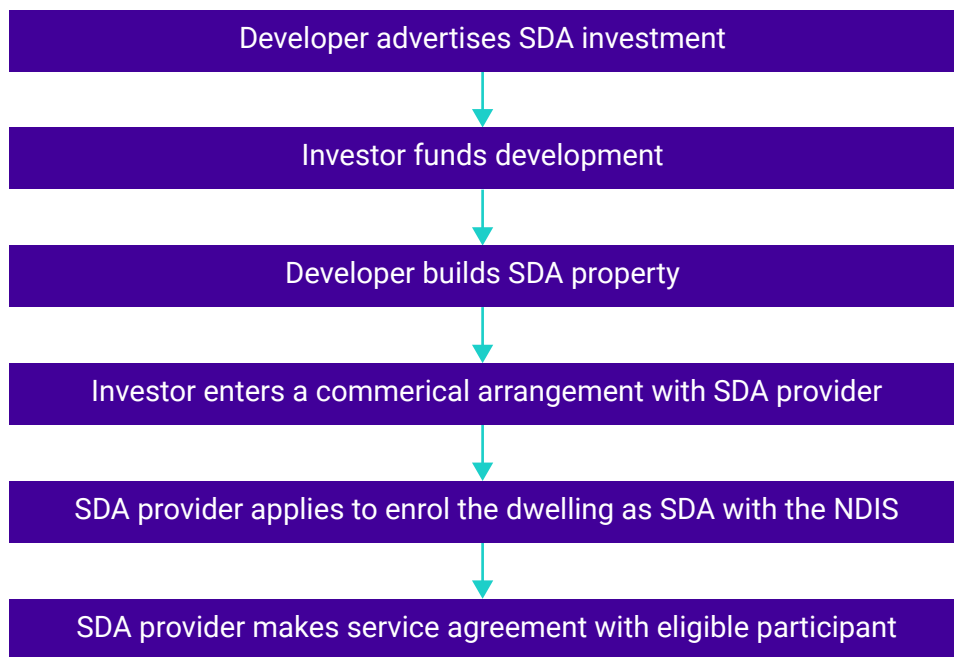 Developer advertises SDA investment
Investor funds development
Developer builds SDA property
Investor enters a commerical arrangement with SDA provider
SDA provider applies to enrol the dwelling as SDA with the NDIS
SDA provider makes service agreement with eligible participant